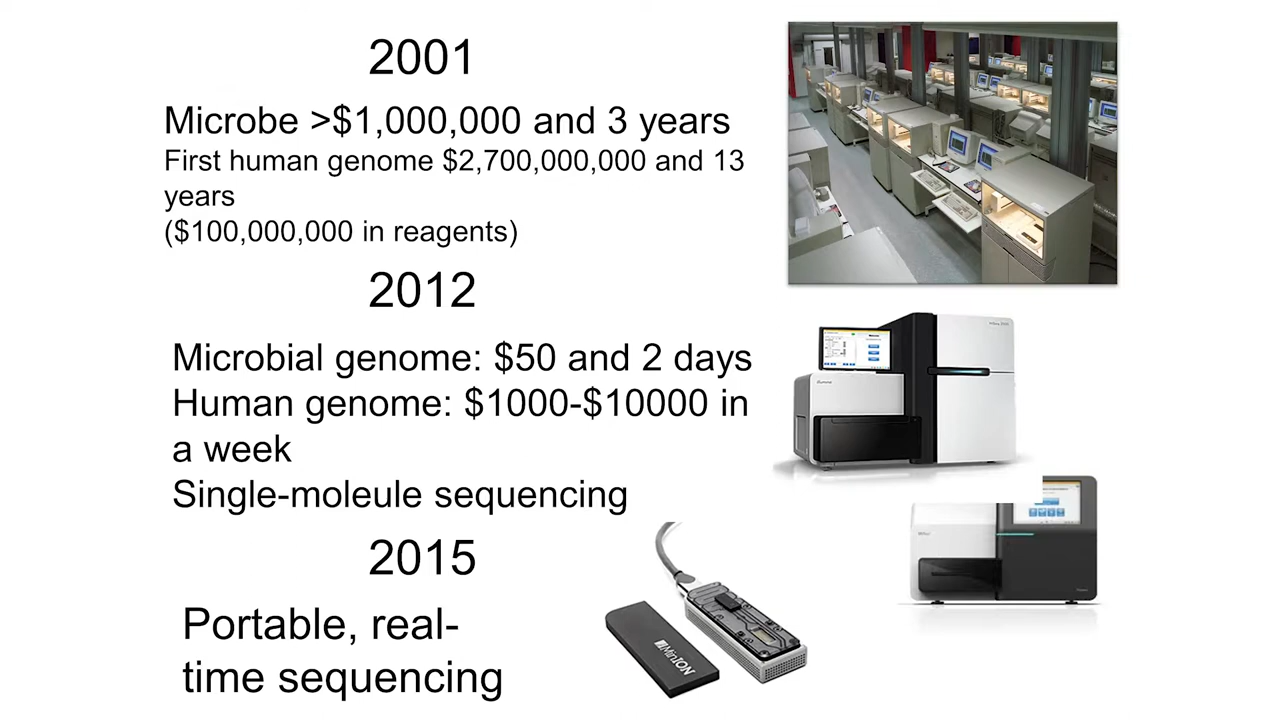 2001
Microbe >$1,000,000 and 3 years
First human genome $2,700,000,000 and 13
years
($100,000,000 in reagents)
2012
Microbial genome: $50 and 2 days
Human genome: $1000-$10000 in
a week
Single-moleule sequencing
2015
Portable, real-
time sequencing
MinION